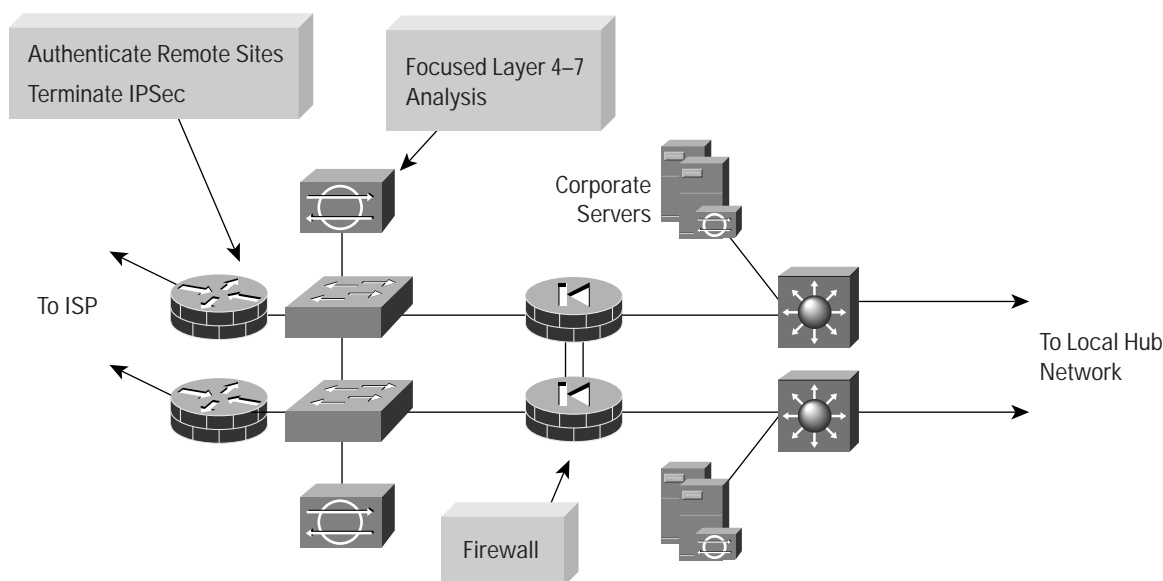 Authenticate Remote Sites
Terminate IPSec
Focused Layer 4–7
Analysis
Corporate
Servers
To ISP
To Local Hub
Network
Firewall